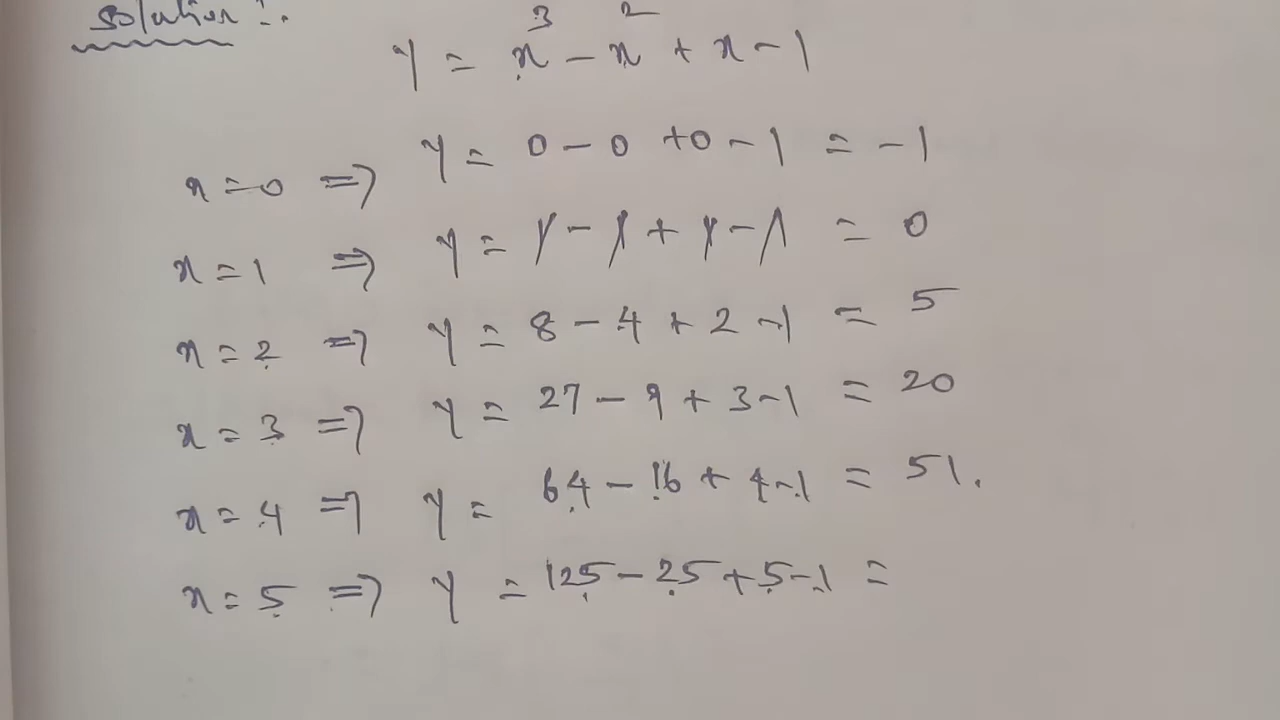 Solution :-
y = x³ - x² + x - 1
x = 0 ⇒ y = 0 - 0 + 0 - 1 = -1
x = 1 ⇒ y = 1 - 1 + 1 - 1 = 0
x = 2 ⇒ y = 8 - 4 + 2 - 1 = 5
x = 3 ⇒ y = 27 - 9 + 3 - 1 = 20
x = 4 ⇒ y = 64 - 16 + 4 - 1 = 51.
x = 5 ⇒ y = 125 - 25 + 5 - 1 =